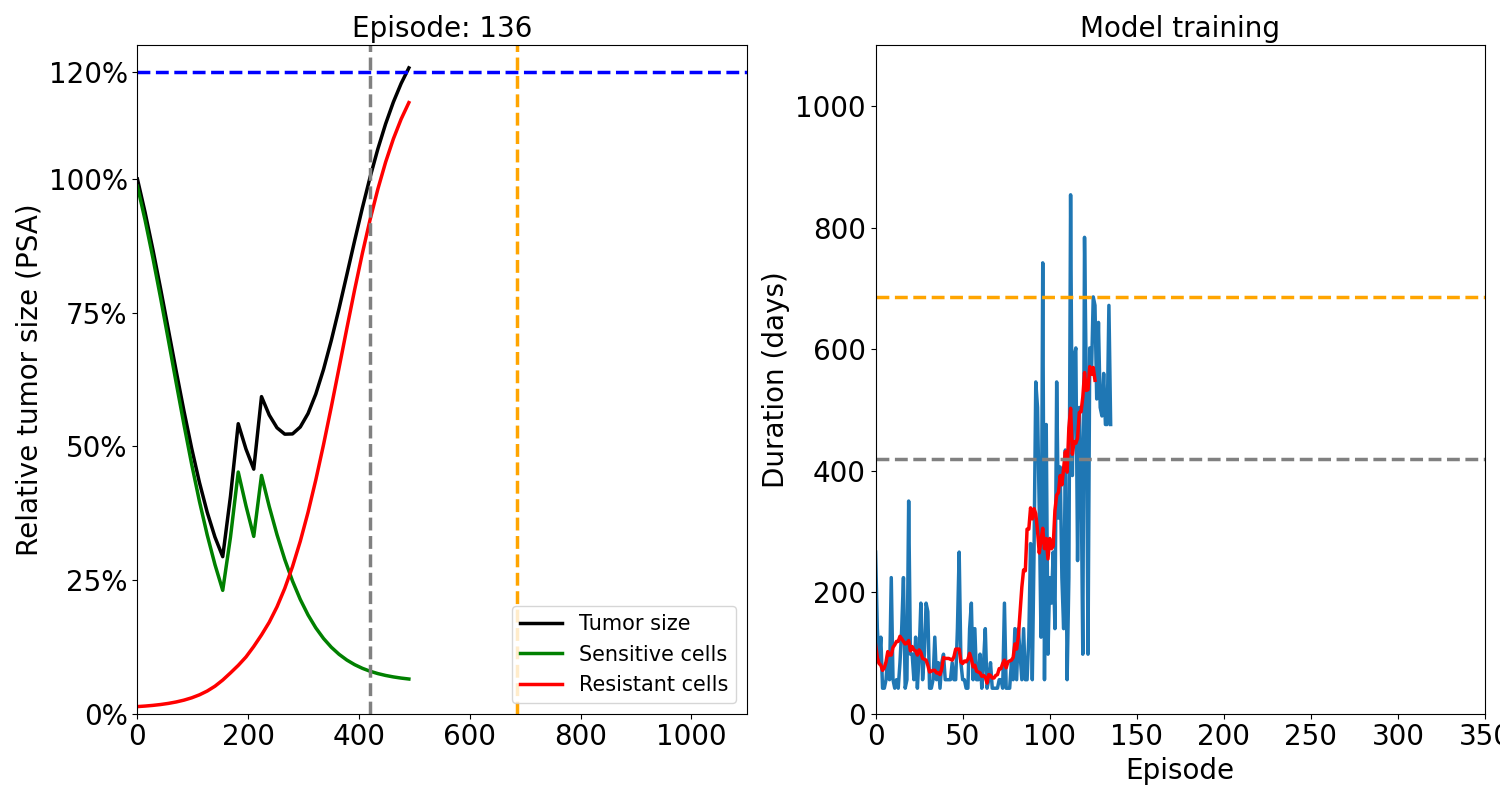 Episode: 136
Relative tumor size (PSA)
120%
100%
75%
50%
25%
0%
0 200 400 600 800 1000
Tumor size
Sensitive cells
Resistant cells
Model training
Duration (days)
1000
800
600
400
200
0
0 50 100 150 200 250 300 350
Episode